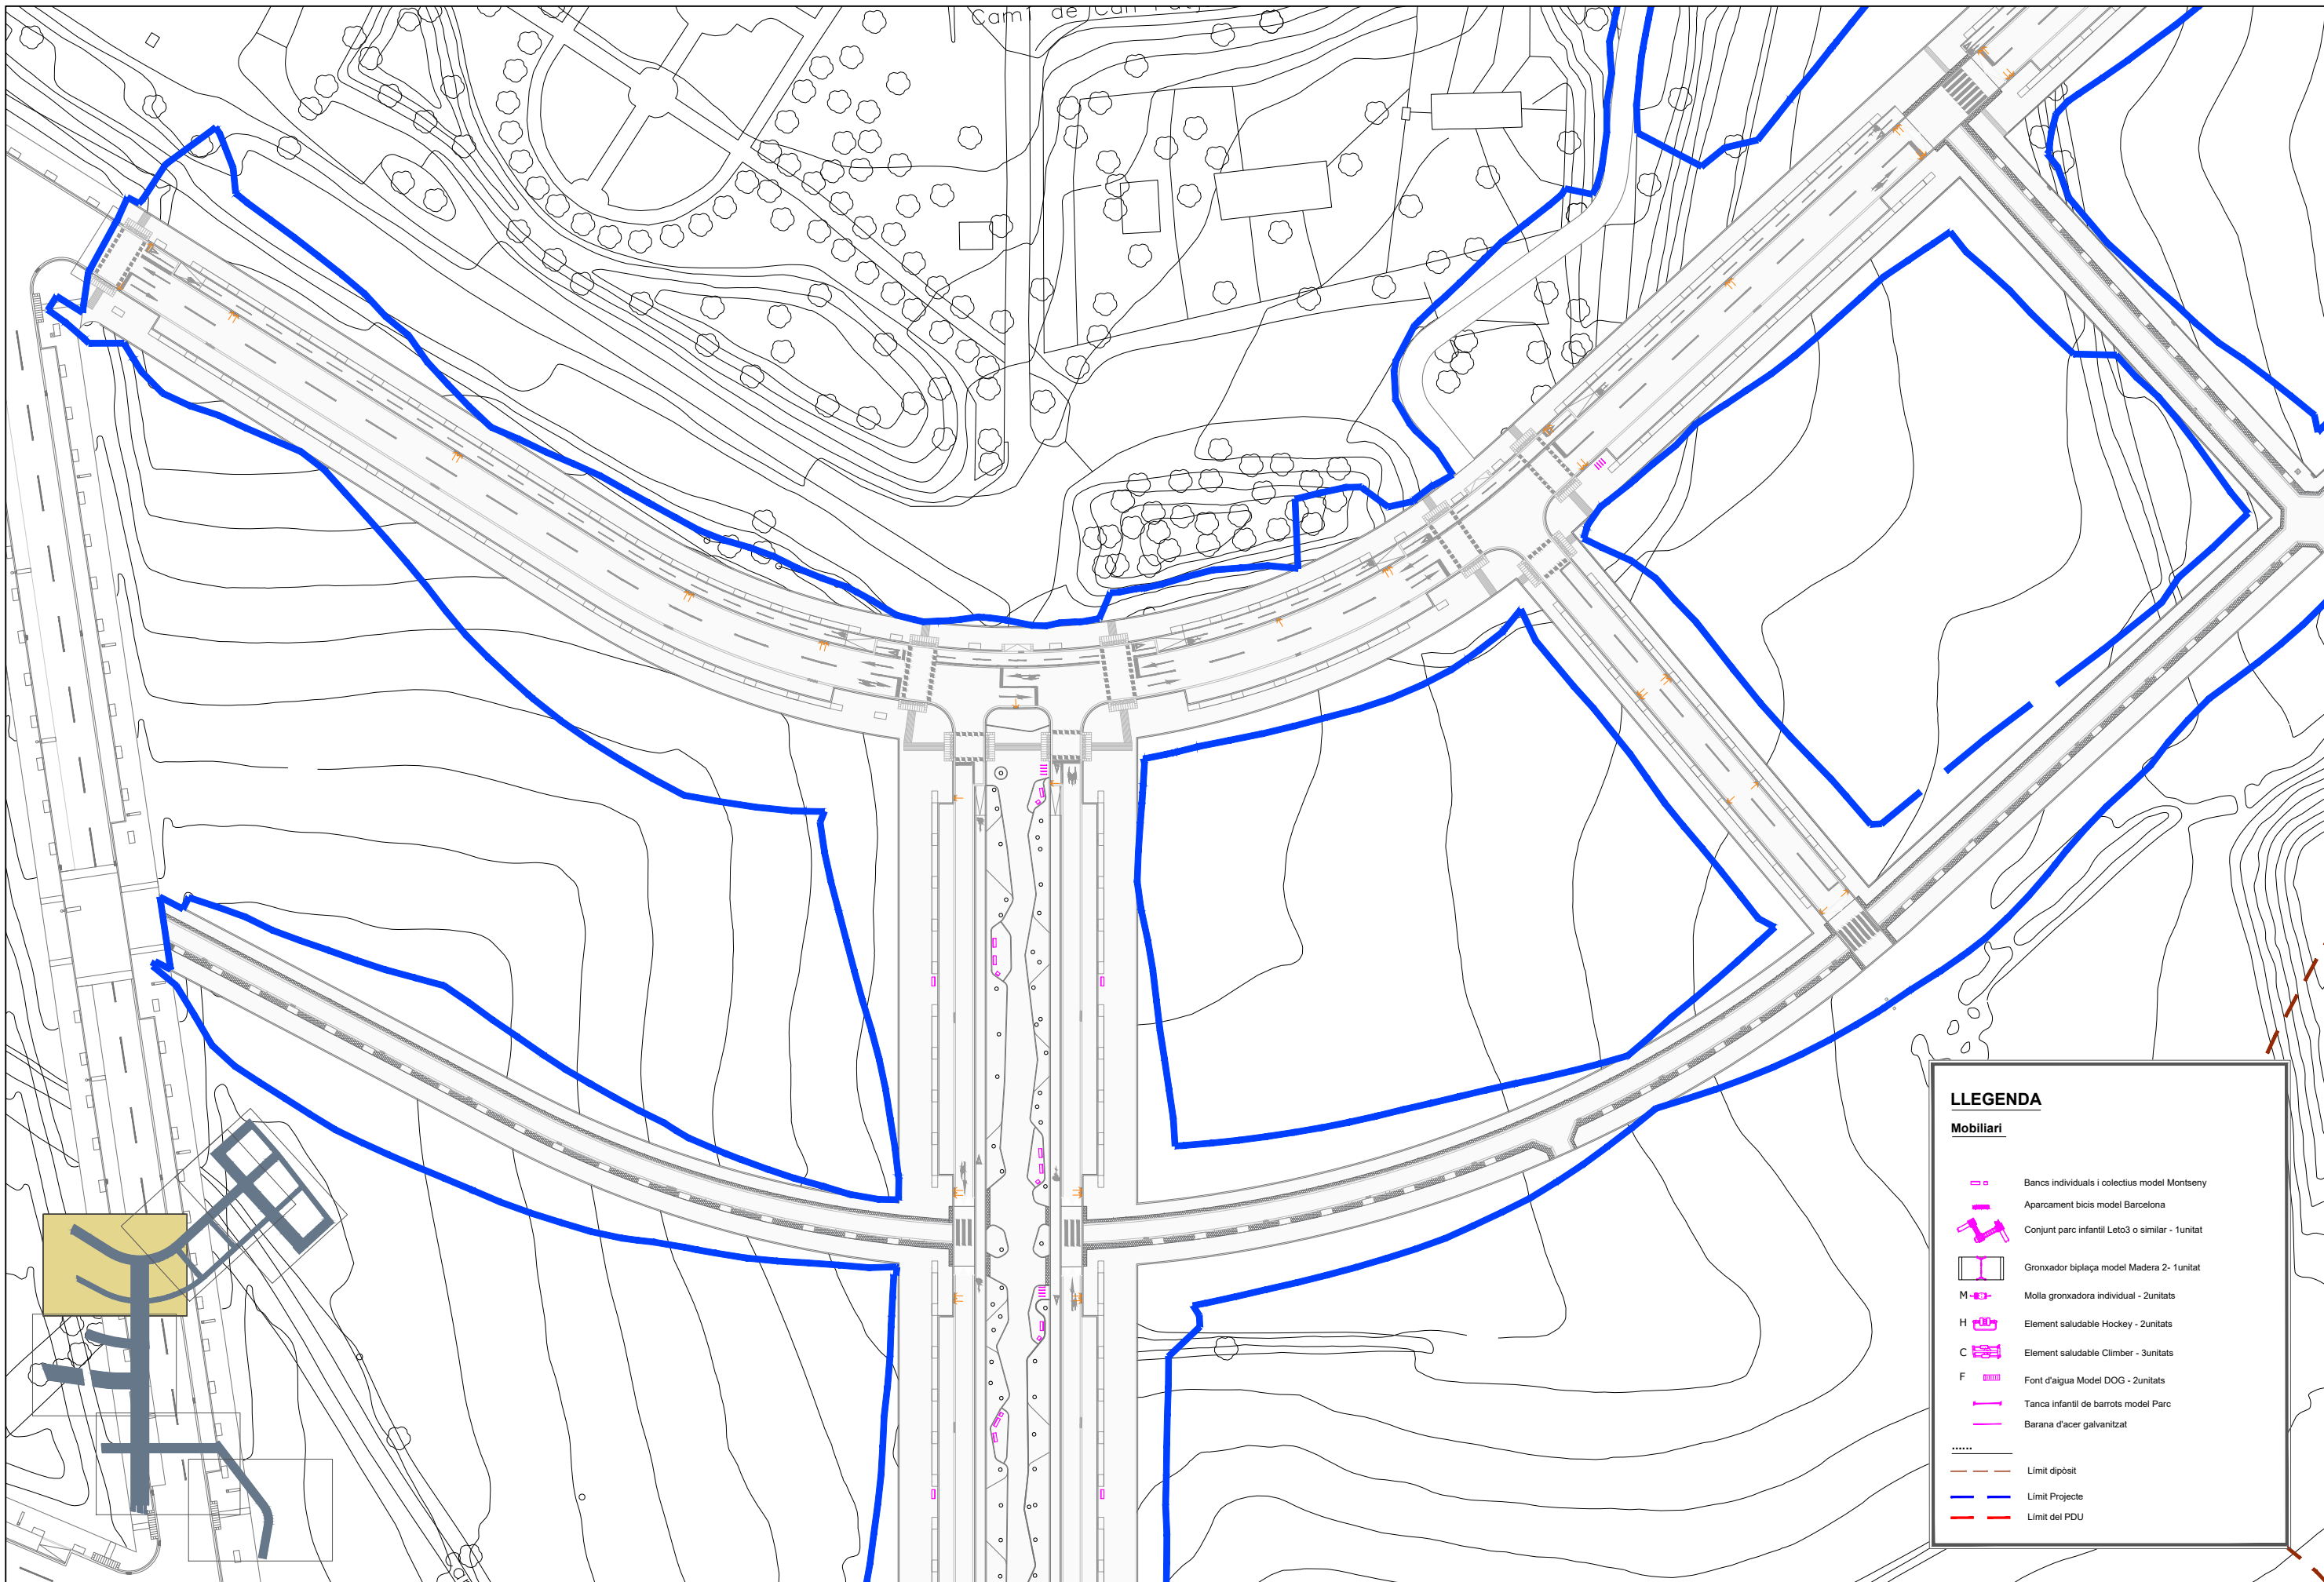 Camí de Can
LLEGENDA
Mobiliari
Bancs individuals i colectius model Montseny
Aparcament bicis model Barcelona
Conjunt parc infantil Leto3 o similar - 1unitat
Gronxador biplaça model Madera 2- 1unitat
M Molla gronxadora individual - 2unitats
H Element saludable Hockey - 2unitats
C Element saludable Climber - 3unitats
F Font d'aigua Model DOG - 2unitats
Tanca infantil de barrots model Parc
Barana d'acer galvanitzat
......
Límit dipòsit
Límit Projecte
Límit del PDU